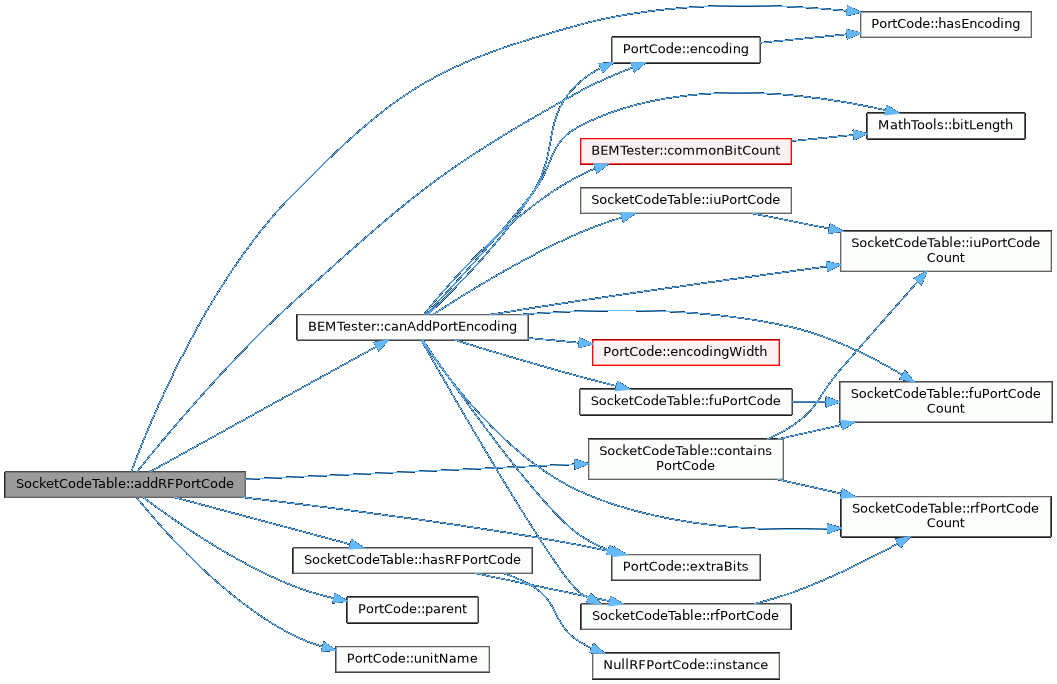 PortCode::hasEncoding
PortCode::encoding
MathTools::bitLength
BEMTester::commonBitCount
SocketCodeTable::iuPortCode
SocketCodeTable::iuPortCode
Count
BEMTester::canAddPortEncoding
PortCode::encodingWidth
SocketCodeTable::fuPortCode
SocketCodeTable::fuPortCode
Count
SocketCodeTable::contains
PortCode
SocketCodeTable::addRFPortCode
SocketCodeTable::rfPortCode
Count
SocketCodeTable::hasRFPortCode
PortCode::extraBits
PortCode::parent
SocketCodeTable::rfPortCode
PortCode::unitName
NullRFPortCode::instance